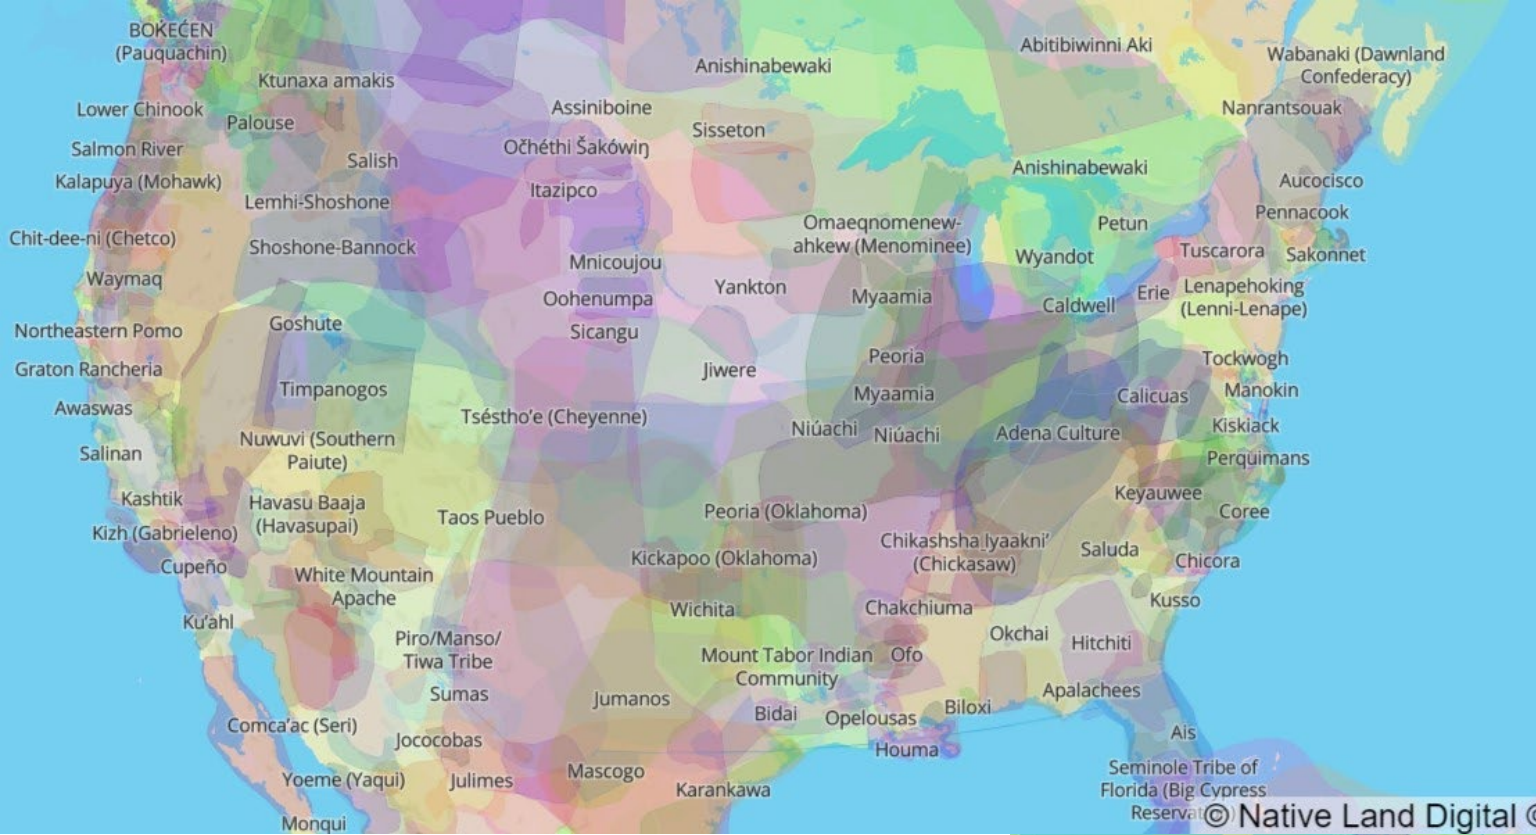 BOḰEĆEN
(Pauquachin)
Ktunaxa amakis
Lower Chinook
Palouse
Salmon River
Salish
Kalapuya (Mohawk)
Lemhi-Shoshone
Chit-dee-ni (Chetco)
Shoshone-Bannock
Waymaq
Northeastern Pomo
Goshute
Graton Rancheria
Timpanogos
Awaswas
Salinan
Nuwuvi (Southern
Paiute)
Kashtik
Havasu Baaja
(Havasupai)
Kizh (Gabrieleno)
Cupeño
White Mountain
Apache
Ku'ahl
Piro/Manso/
Tiwa Tribe
Sumas
Comca'ac (Seri)
Jococobas
Yoeme (Yaqui)
Julimes
Monqui
Anishinabewaki
Assiniboine
Sisseton
Očhéthi Šakówiŋ
Itazipco
Mnicoujou
Oohenumpa
Yankton
Sicangu
Jiwere
Tséstho'e (Cheyenne)
Taos Pueblo
Peoria (Oklahoma)
Kickapoo (Oklahoma)
Wichita
Mount Tabor Indian
Community
Jumanos
Bidai
Mascogo
Karankawa
Abitibiwinni Aki
Wabanaki (Dawnland
Confederacy)
Nanrantsouak
Anishinabewaki
Aucocisco
Pennacook
Omaeqnomenew-
ahkew (Menominee)
Petun
Wyandot
Tuscarora
Sakonnet
Myaamia
Caldwell
Erie
Lenapehoking
(Lenni-Lenape)
Peoria
Tockwogh
Myaamia
Calicuas
Manokin
Niúachi
Niúachi
Adena Culture
Kiskiack
Perquimans
Keyauwee
Coree
Chikashsha Iyaakni'
(Chickasaw)
Saluda
Chicora
Chakchiuma
Kusso
Okchai
Hitchiti
Ofo
Apalachees
Opelousas
Biloxi
Houma
Ais
Seminole Tribe of
Florida (Big Cypress
© Native Land Digital ©